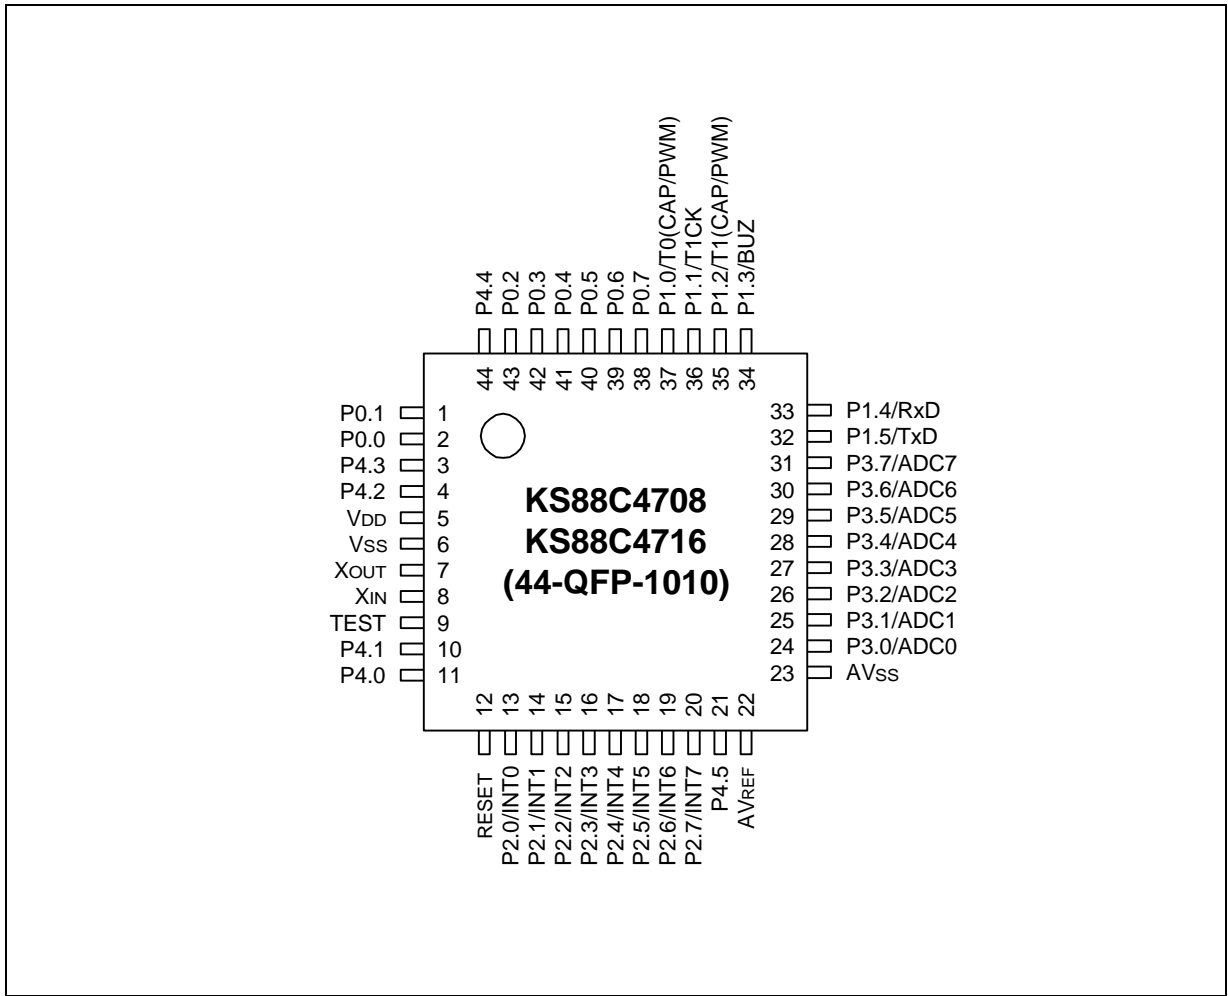 P4.4
P0.2
P0.3
P0.4
P0.5
P0.6
P0.7
P1.0/T0(CAP/PWM)
P1.1/T1CK
P1.2/T1(CAP/PWM)
P1.3/BUZ
44
43
42
41
40
39
38
37
36
35
34
P0.1 1
P0.0 2
P4.3 3
P4.2 4
VDD 5
VSS 6
XOUT 7
XIN 8
TEST 9
P4.1 10
P4.0 11
KS88C4708
KS88C4716
(44-QFP-1010)
33 P1.4/RxD
32 P1.5/TxD
31 P3.7/ADC7
30 P3.6/ADC6
29 P3.5/ADC5
28 P3.4/ADC4
27 P3.3/ADC3
26 P3.2/ADC2
25 P3.1/ADC1
24 P3.0/ADC0
23 AVSS
12
13
14
15
16
17
18
19
20
21
22
RESET
P2.0/INT0
P2.1/INT1
P2.2/INT2
P2.3/INT3
P2.4/INT4
P2.5/INT5
P2.6/INT6
P2.7/INT7
P4.5
AVREF